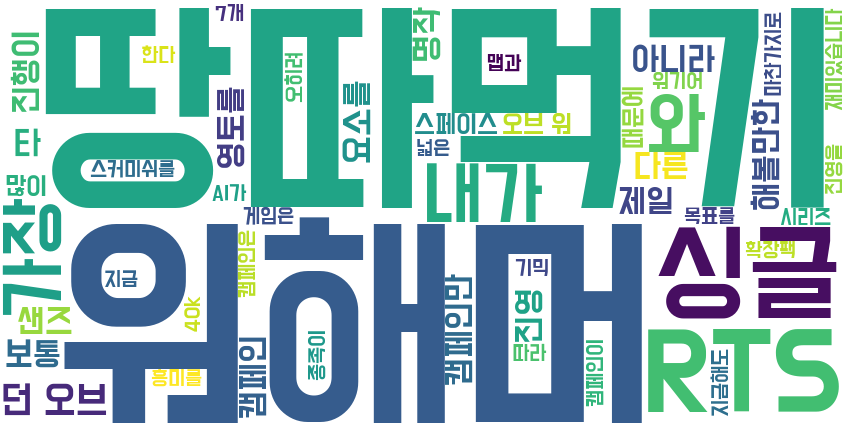 땅따먹기
워해머
싱글
RTS
와
내가
가장
던 오브
제일
다른
아니라
해볼만한
마찬가지로
재미있습니다
진영을
시리즈
목표를
확장팩
원기어
때문에
맵과
오브 워
스페이스
넓은
명작
요소를
오히려
영토를
7개
한다
진행이
타
많이
스커미쉬를
AI가
게임은
캠페인은
지금
40k
샌즈
보통
흥미를
캠페인
종족이
캠페인만
기믹
진영
따라
캠페인이
지금해도